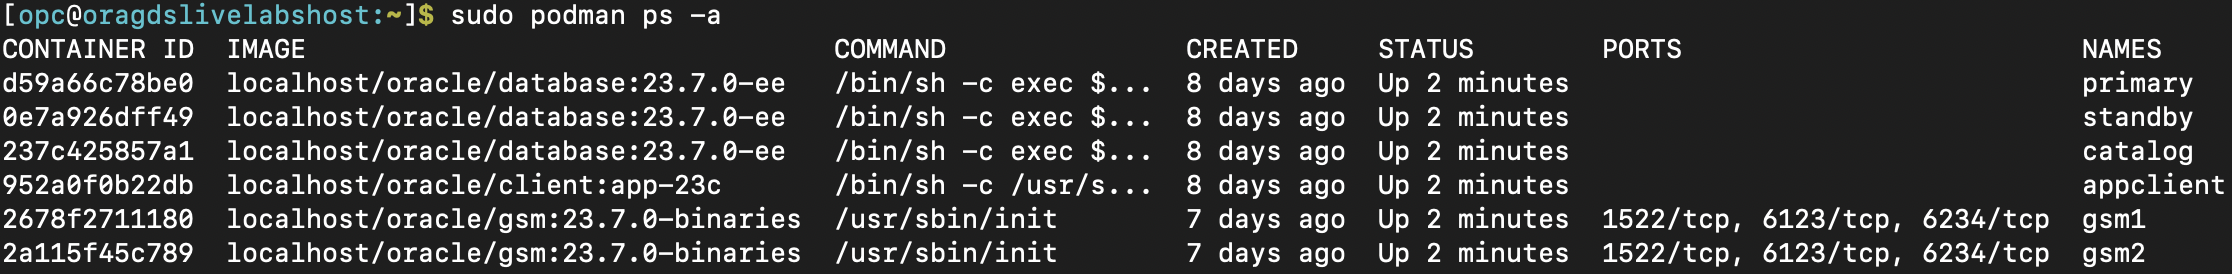 [opc@oragdslivelabshost:~]$ sudo podman ps -a
CONTAINER ID  IMAGE                                COMMAND               CREATED     STATUS        PORTS                         NAMES
d59a66c78be0  localhost/oracle/database:23.7.0-ee   /bin/sh -c exec $...  8 days ago  Up 2 minutes                                primary
0e7a926dff49  localhost/oracle/database:23.7.0-ee   /bin/sh -c exec $...  8 days ago  Up 2 minutes                                standby
237c425857a1  localhost/oracle/database:23.7.0-ee   /bin/sh -c exec $...  8 days ago  Up 2 minutes                                catalog
952a0f0b22db  localhost/oracle/client:app-23c       /bin/sh -c /usr/s...  8 days ago  Up 2 minutes                                appclient
2678f2711180  localhost/oracle/gsm:23.7.0-binaries  /usr/sbin/init        7 days ago  Up 2 minutes  1522/tcp, 6123/tcp, 6234/tcp  gsm1
2a115f45c789  localhost/oracle/gsm:23.7.0-binaries  /usr/sbin/init        7 days ago  Up 2 minutes  1522/tcp, 6123/tcp, 6234/tcp  gsm2